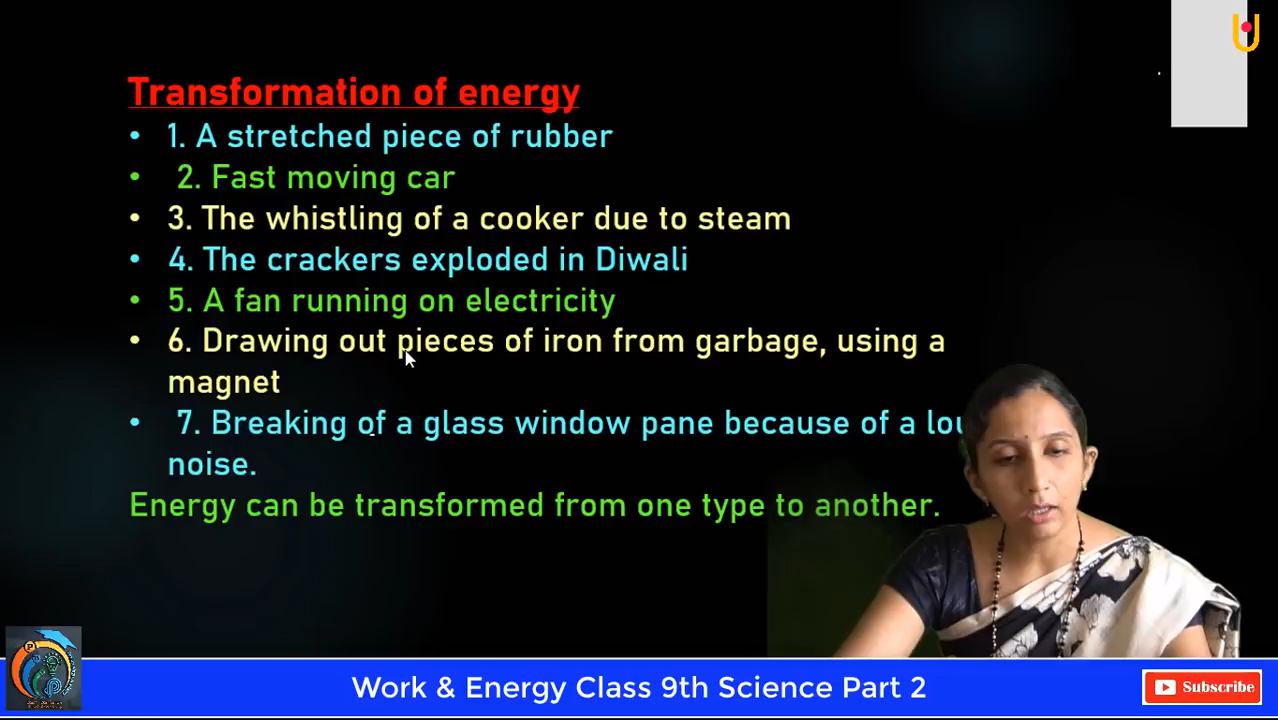 Transformation of energy
• 1. A stretched piece of rubber
• 2. Fast moving car
• 3. The whistling of a cooker due to steam
• 4. The crackers exploded in Diwali
• 5. A fan running on electricity
• 6. Drawing out pieces of iron from garbage, using a
magnet
• 7. Breaking of a glass window pane because of a
noise.
Energy can be transformed from one type to another.
Work & Energy Class 9th Science Part 2
Subscribe